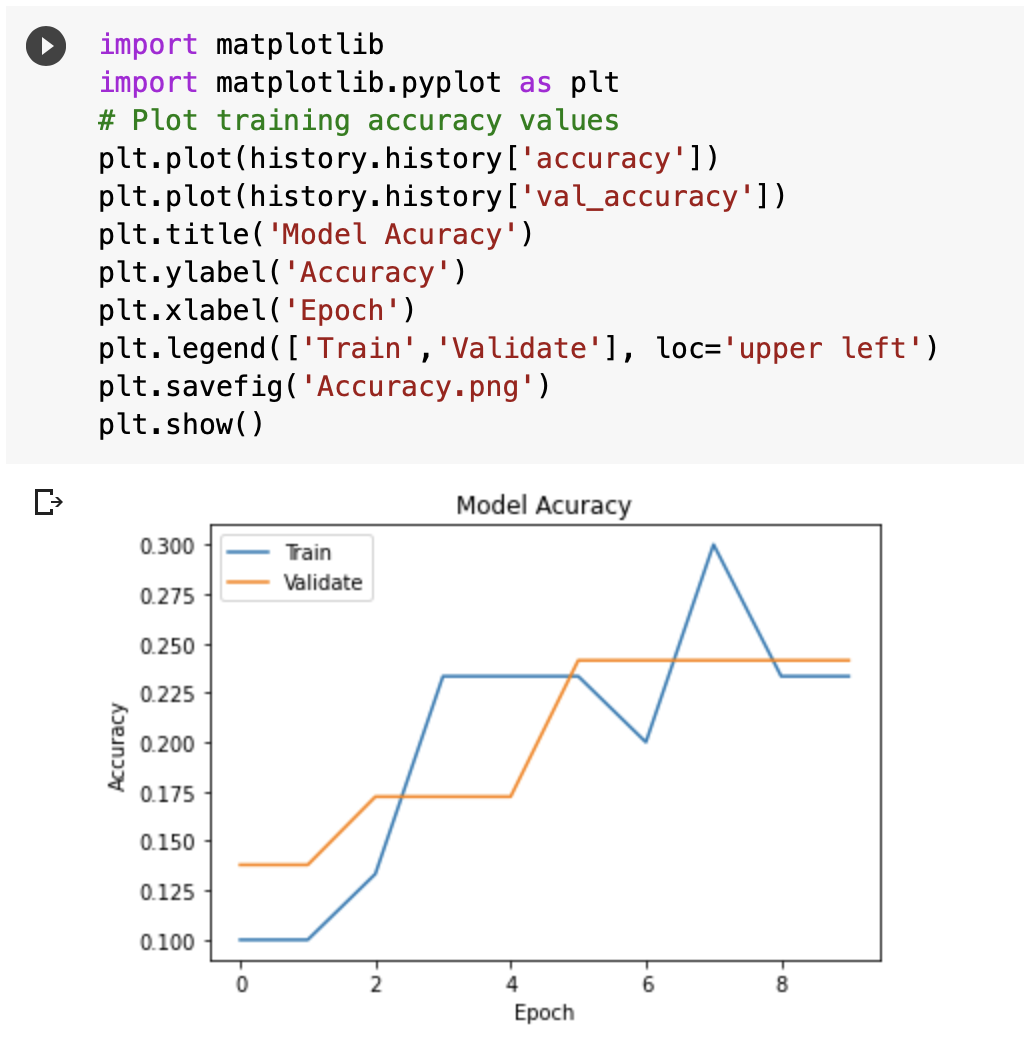 import matplotlib
import matplotlib.pyplot as plt
# Plot training accuracy values
plt.plot(history.history['accuracy'])
plt.plot(history.history['val_accuracy'])
plt.title('Model Acuracy')
plt.ylabel('Accuracy')
plt.xlabel('Epoch')
plt.legend(['Train','Validate'], loc='upper left')
plt.savefig('Accuracy.png')
plt.show()
Model Acuracy
Train
Validate
0.300
0.275
0.250
0.225
0.200
0.175
0.150
0.125
0.100
Accuracy
0 2 4 6 8
Epoch